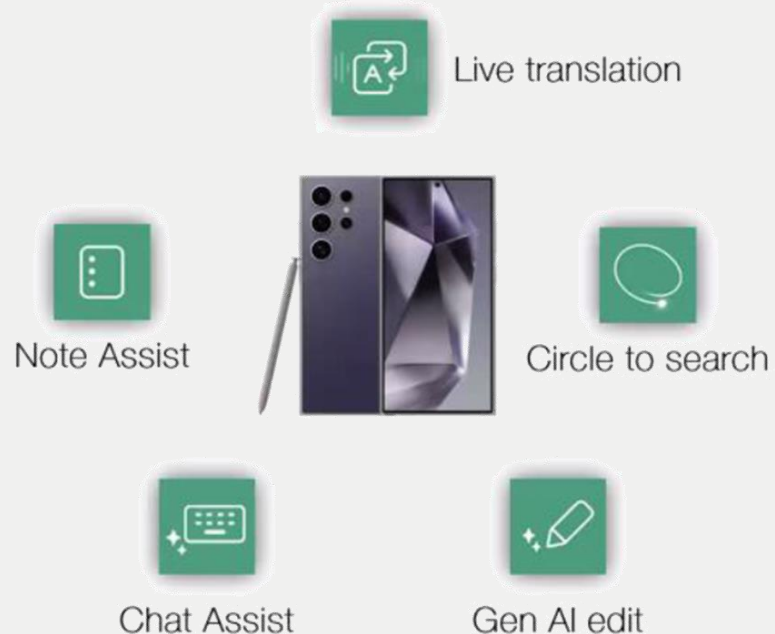 Live translation
Note Assist
Circle to search
Chat Assist
Gen AI edit